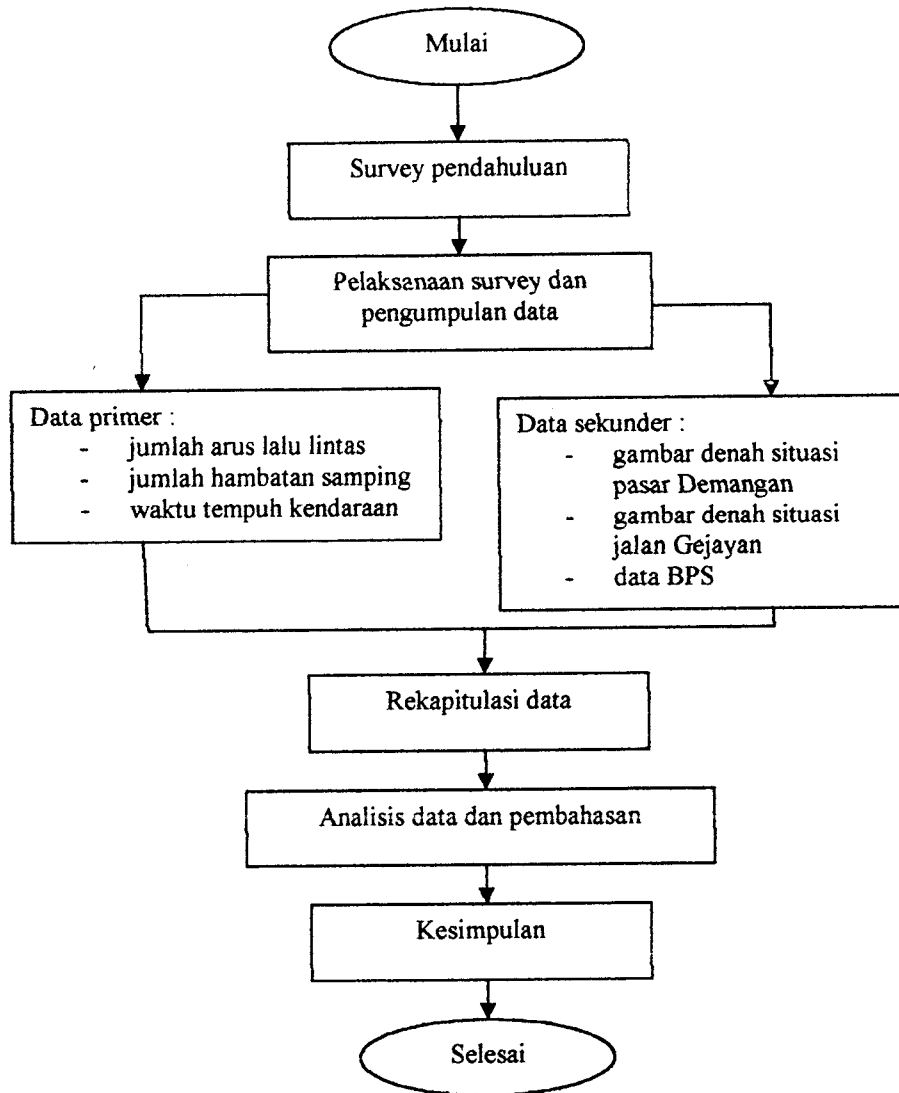 Mulai
Survey pendahuluan
Pelaksanaan survey dan
pengumpulan data
Data primer :
- jumlah arus lalu lintas
- jumlah hambatan samping
- waktu tempuh kendaraan
Data sekunder :
- gambar denah situasi
pasar Demangan
- gambar denah situasi
jalan Gejayan
- data BPS
Rekapitulasi data
Analisis data dan pembahasan
Kesimpulan
Selesai